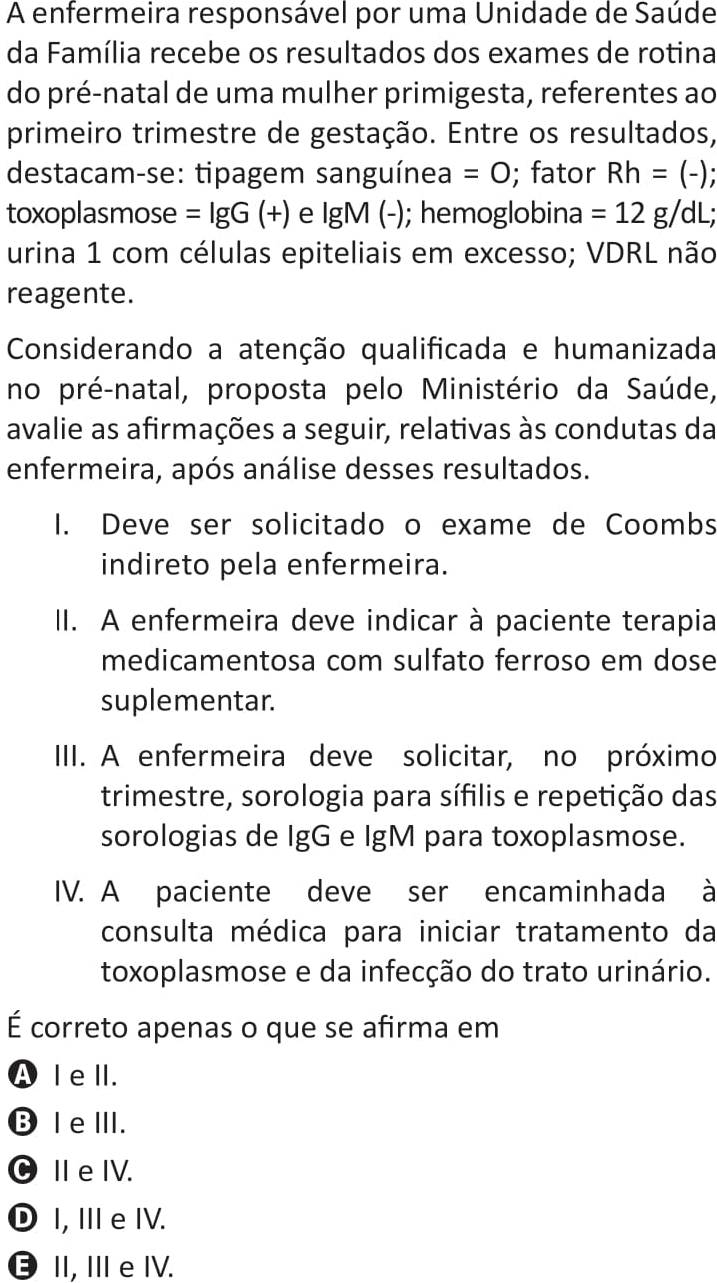 A enfermeira responsável por uma Unidade de Saúde
da Família recebe os resultados dos exames de rotina
do pré-natal de uma mulher primigesta, referentes ao
primeiro trimestre de gestação. Entre os resultados,
destacam-se: tipagem sanguínea = O; fator Rh = (-);
toxoplasmose = IgG (+) e IgM (-); hemoglobina = 12 g/dL;
urina 1 com células epiteliais em excesso; VDRL não
reagente.
Considerando a atenção qualificada e humanizada
no pré-natal, proposta pelo Ministério da Saúde,
avalie as afirmações a seguir, relativas às condutas da
enfermeira, após análise desses resultados.
I. Deve ser solicitado o exame de Coombs
indireto pela enfermeira.
II. A enfermeira deve indicar à paciente terapia
medicamentosa com sulfato ferroso em dose
suplementar.
III. A enfermeira deve solicitar, no próximo
trimestre, sorologia para sífilis e repetição das
sorologias de IgG e IgM para toxoplasmose.
IV. A paciente deve ser encaminhada à
consulta médica para iniciar tratamento da
toxoplasmose e da infecção do trato urinário.
É correto apenas o que se afirma em
A I e II.
B I e III.
C II e IV.
D I, III e IV.
E II, III e IV.